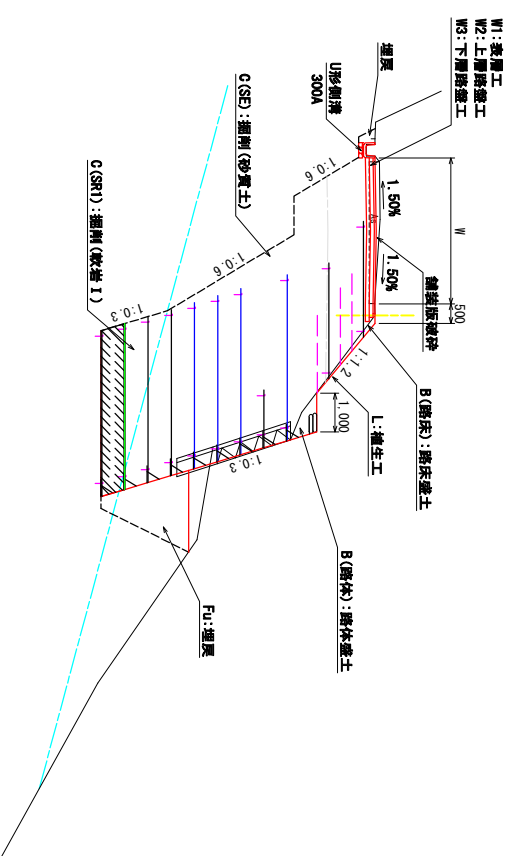 W1:表層工
W2:上層路盤工
W3:下層路盤工
埋戻
U形側溝
300A
C(SE):掘削(砂質土)
C(SR1):掘削(軟岩Ⅰ)
1:0.6
1:0.6
1:0.3
1.50%
1.50%
As
W
500
舗装版破砕
B(路床):路床盛土
1:1.2
L:植生工
1,000
1:0.3
B(路体):路体盛土
Fu:埋戻